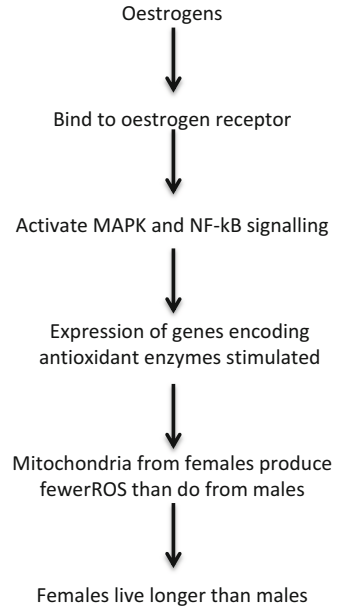 Oestrogens
Bind to oestrogen receptor
Activate MAPK and NF-kB signalling
Expression of genes encoding
antioxidant enzymes stimulated
Mitochondria from females produce
fewerROS than do from males
Females live longer than males